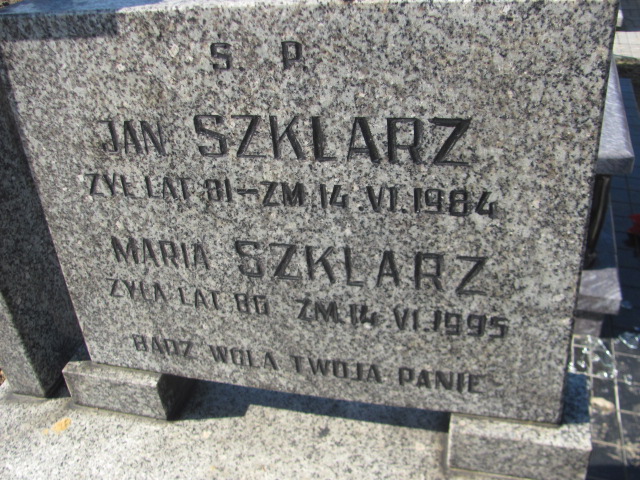 S. P.
JAN SZKLARZ
ŻYŁ LAT 81 - ZM. 14.VI.1984
MARIA SZKLARZ
ŻYŁA LAT 86 ZM. 14.VI.1995
BĄDŹ WOLA TWOJA PANIE